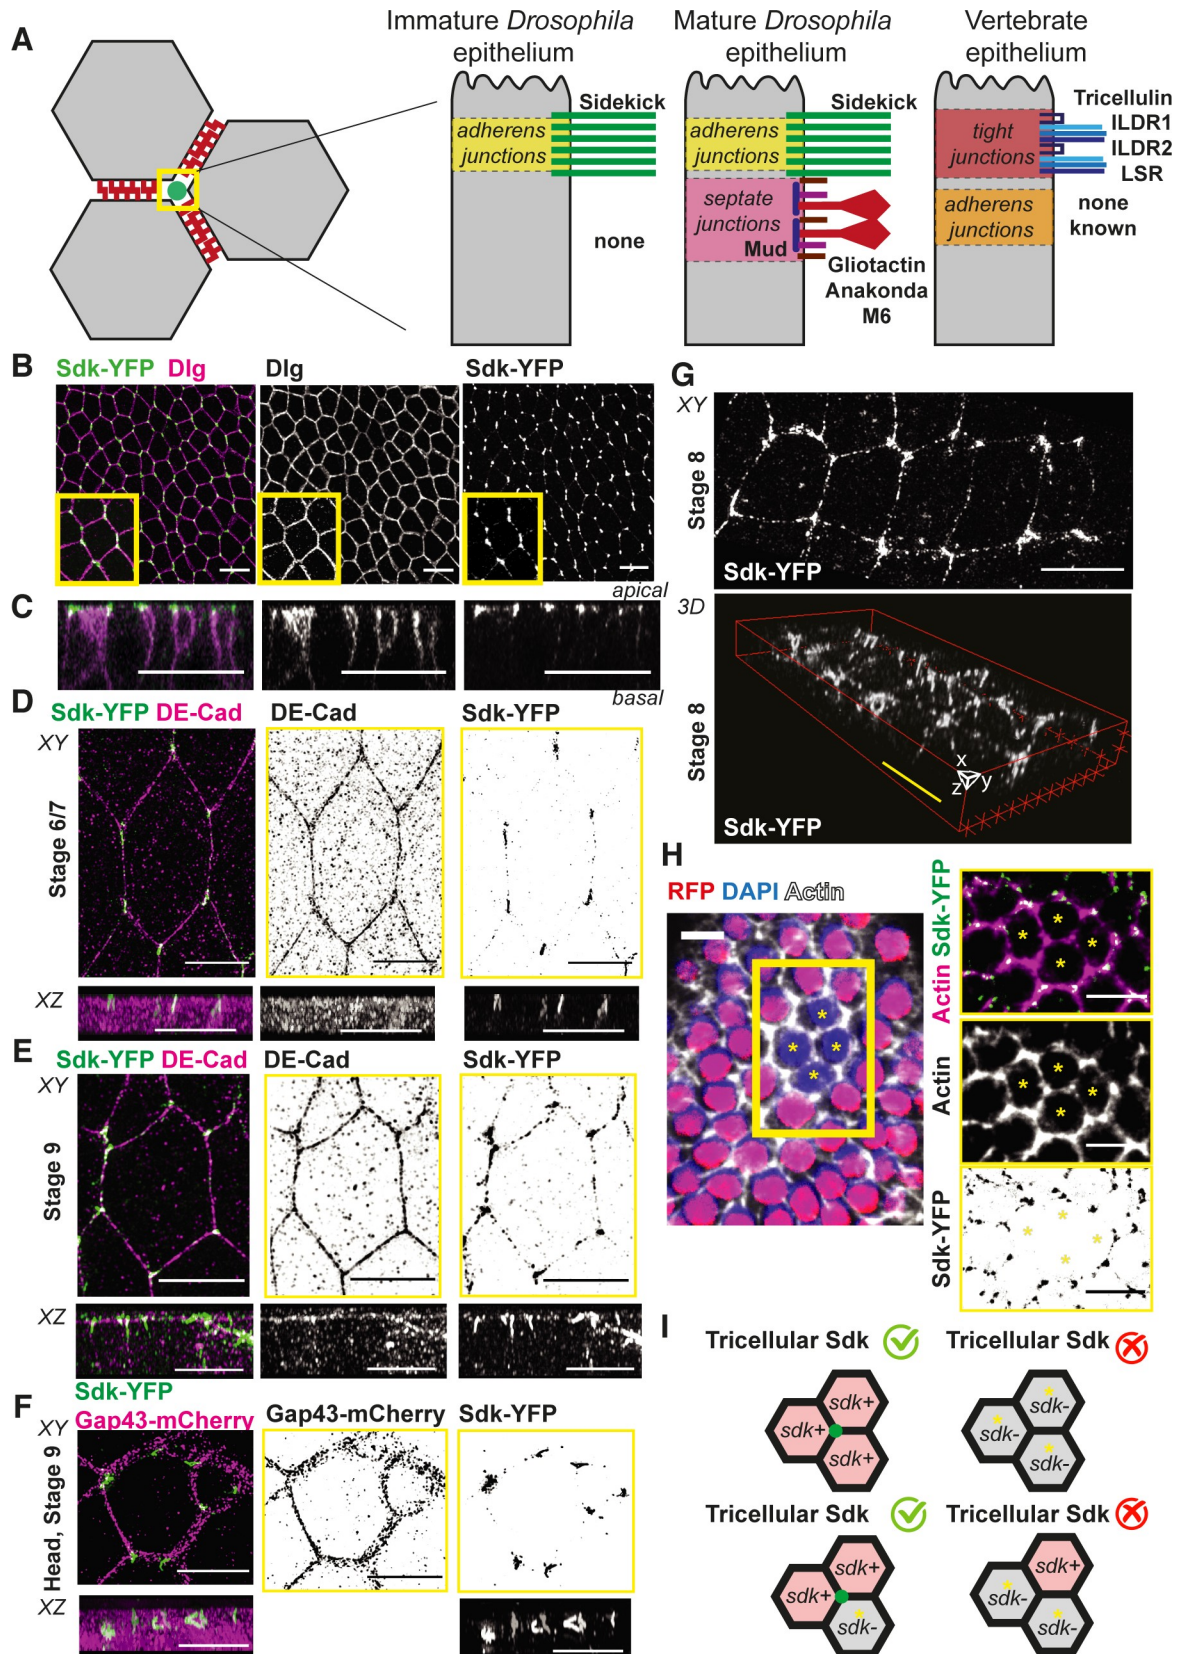 A
Immature Drosophila
epithelium
Mature Drosophila
epithelium
Vertebrate
epithelium
Sidekick
adherens
junctions
none
Sidekick
adherens
junctions
septate
junctions
Mud
Gliotactin
Anakonda
M6
Tricellulin
ILDR1
ILDR2
LSR
tight
junctions
adherens
junctions
none
known
B
Sdk-YFP Dlg
Dlg
Sdk-YFP
apical
C
basal
D
Sdk-YFP DE-Cad
DE-Cad
Sdk-YFP
XY
Stage 6/7
XZ
E
Sdk-YFP DE-Cad
DE-Cad
Sdk-YFP
XY
Stage 9
XZ
F
Sdk-YFP
Gap43-mCherry
Gap43-mCherry
Sdk-YFP
XY
Head, Stage 9
XZ
G
XY
Stage 8
Sdk-YFP
3D
Stage 8
x
y
z
Sdk-YFP
H
RFP DAPI Actin
Actin Sdk-YFP
Actin
Sdk-YFP
I
Tricellular Sdk
sdk+
sdk+
sdk+
Tricellular Sdk
sdk-
sdk-
sdk-
Tricellular Sdk
sdk+
sdk+
sdk-
Tricellular Sdk
sdk+
sdk-
sdk-